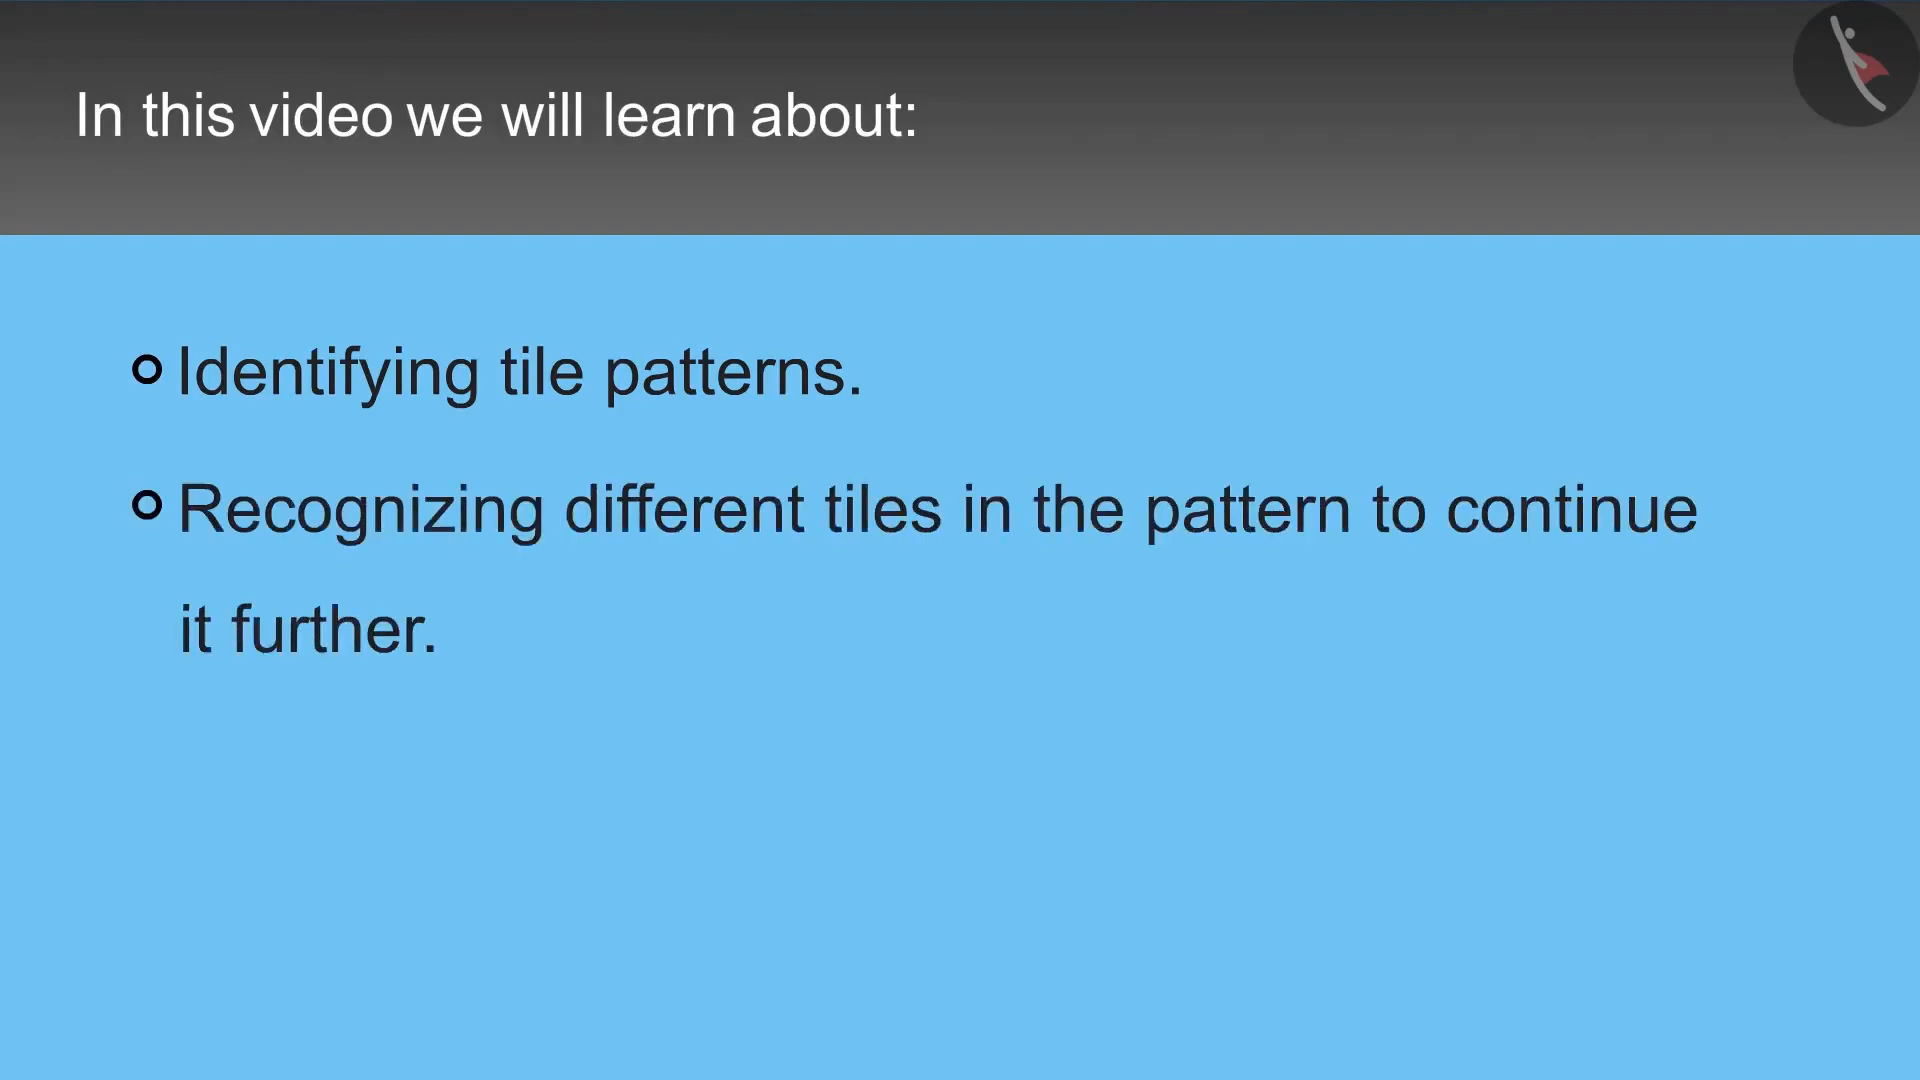 In this video we will learn about:
Identifying tile patterns.
Recognizing different tiles in the pattern to continue
it further.